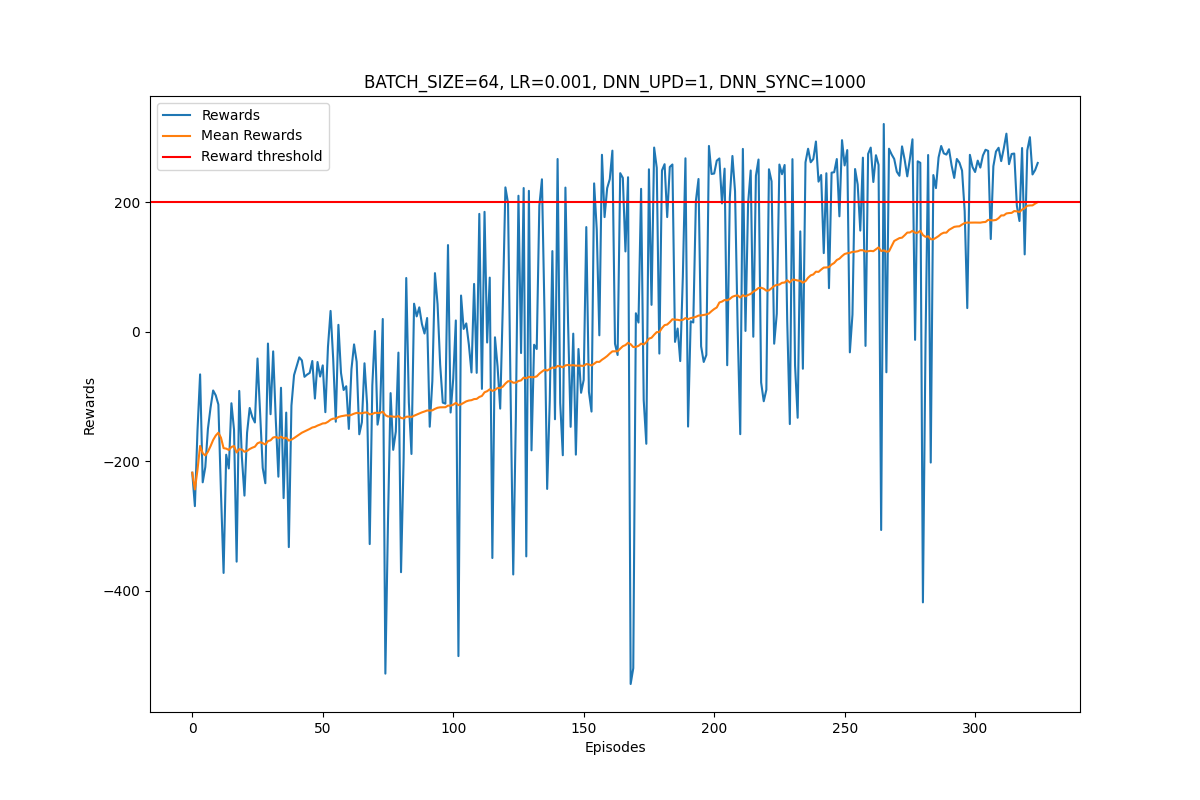 BATCH_SIZE=64, LR=0.001, DNN_UPD=1, DNN_SYNC=1000
Rewards
Mean Rewards
Reward threshold
200
0
−200
−400
Rewards
0
50
100
150
200
250
300
Episodes